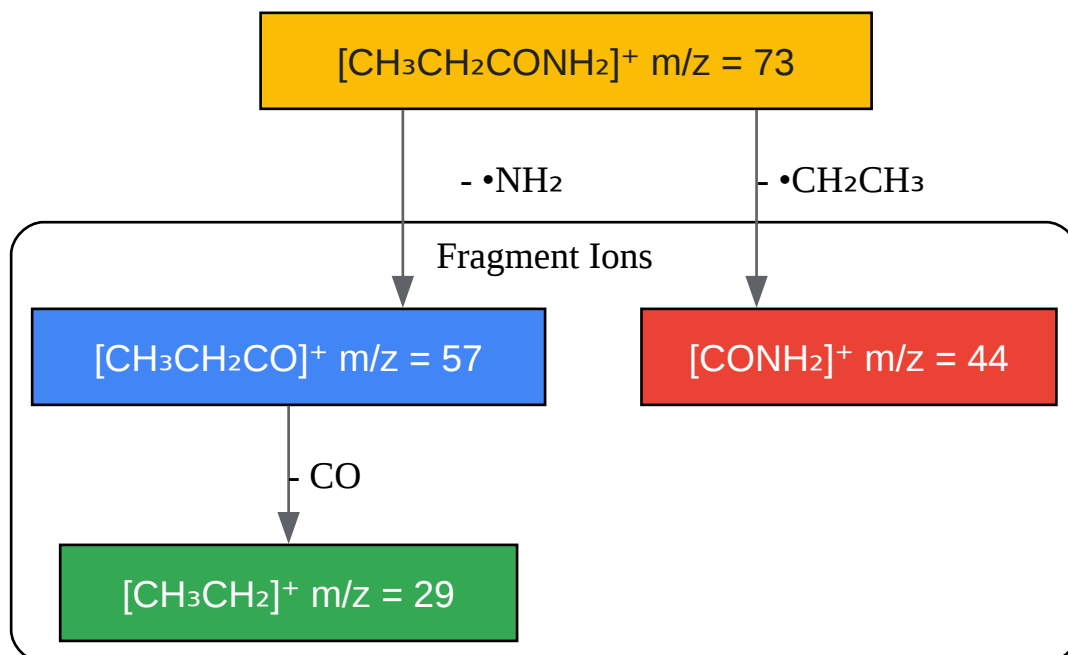 [CH₃CH₂CONH₂]⁺ m/z = 73
- •NH₂
- •CH₂CH₃
Fragment Ions
[CH₃CH₂CO]⁺ m/z = 57
[CONH₂]⁺ m/z = 44
- CO
[CH₃CH₂]⁺ m/z = 29